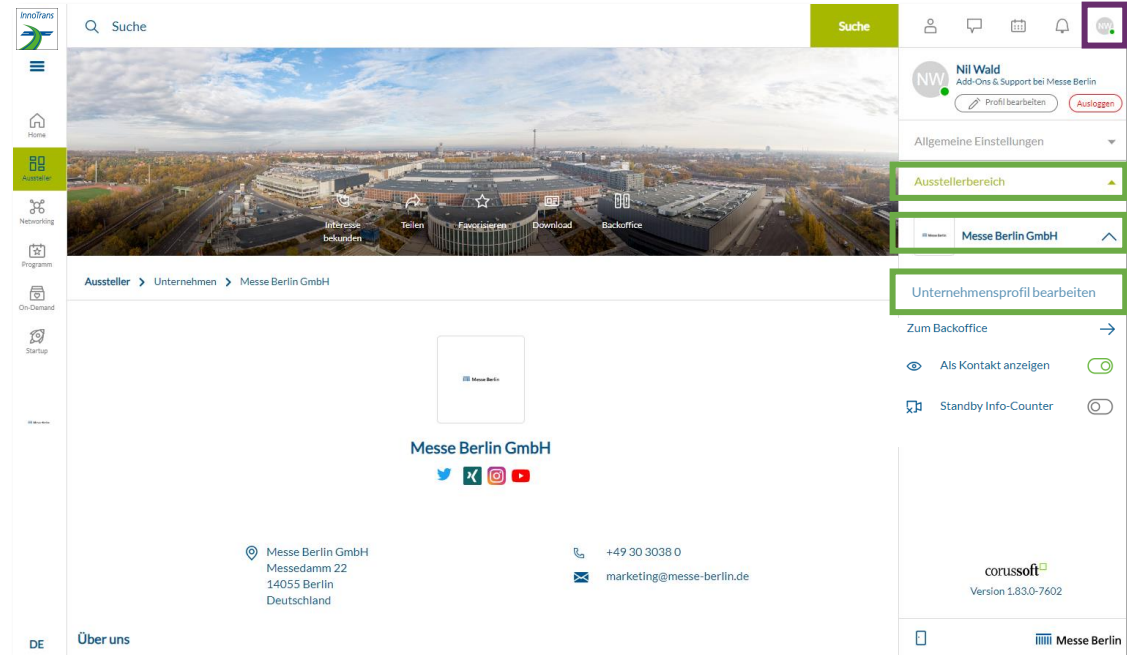 InnoTrans
Suche
Suche
NW
Home
Aussteller
Networking
Programm
On-Demand
Startup
Messe Berlin
DE
Interesse
bekunden
Teilen
Favorisieren
Download
Backoffice
Aussteller > Unternehmen > Messe Berlin GmbH
Messe Berlin
Messe Berlin GmbH
Messe Berlin GmbH
Messedamm 22
14055 Berlin
Deutschland
+49 30 3038 0
marketing@messe-berlin.de
Über uns
NW
Nil Wald
Add-Ons & Support bei Messe Berlin
Profil bearbeiten
Ausloggen
Allgemeine Einstellungen
Ausstellerbereich
Messe Berlin
Messe Berlin GmbH
Unternehmensprofil bearbeiten
Zum Backoffice
Als Kontakt anzeigen
Standby Info-Counter
corussoft
Version 1.83.0-7602
Messe Berlin